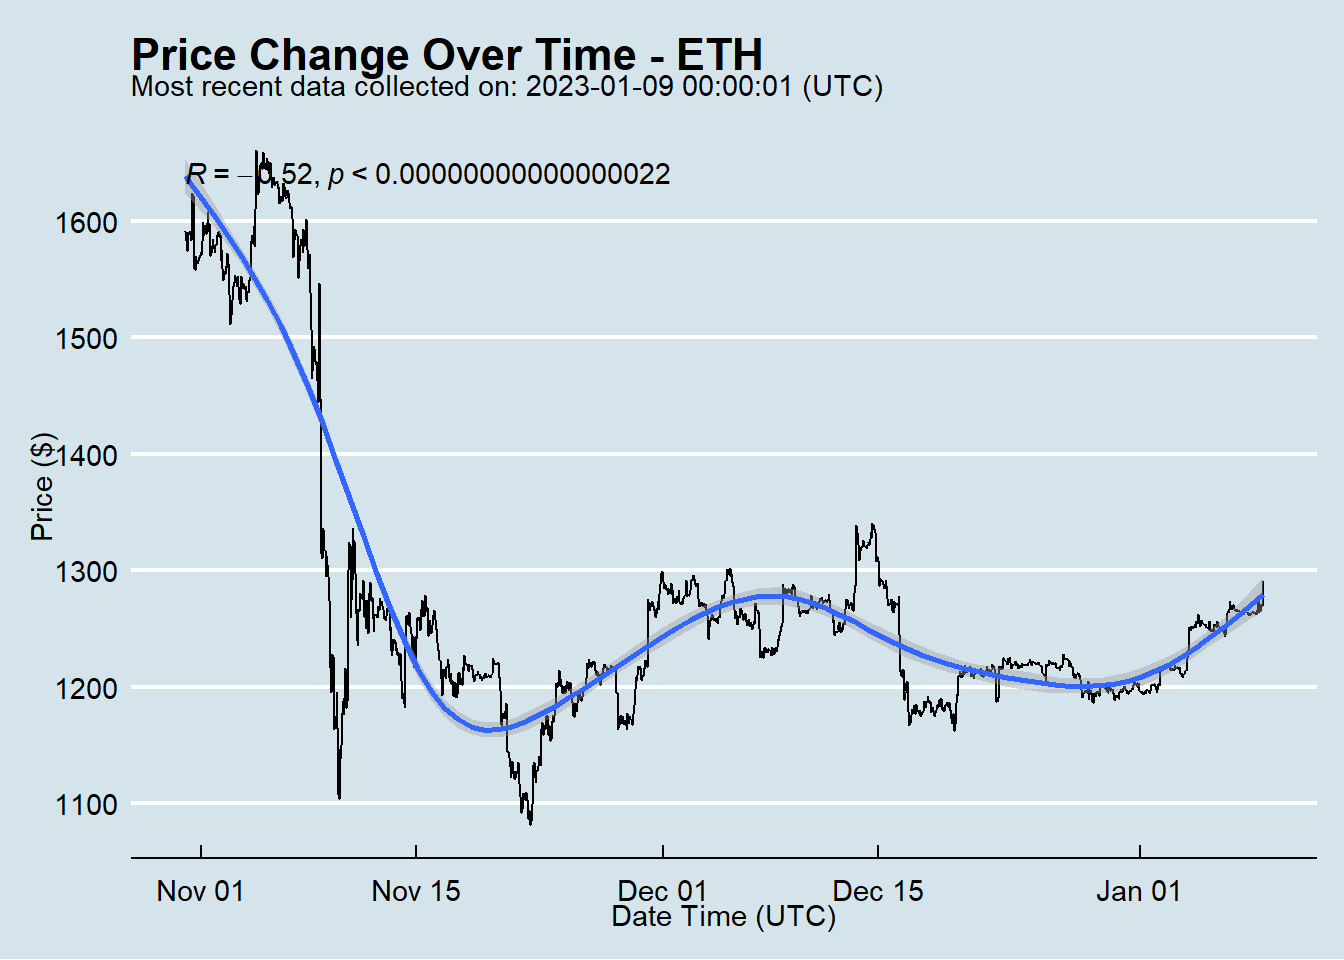 Price Change Over Time - ETH
Most recent data collected on: 2023-01-09 00:00:01 (UTC)
R = −0.52, p < 0.00000000000000022
1600
1500
1400
1300
1200
1100
Price ($)
Nov 01 Nov 15 Dec 01 Dec 15 Jan 01
Date Time (UTC)